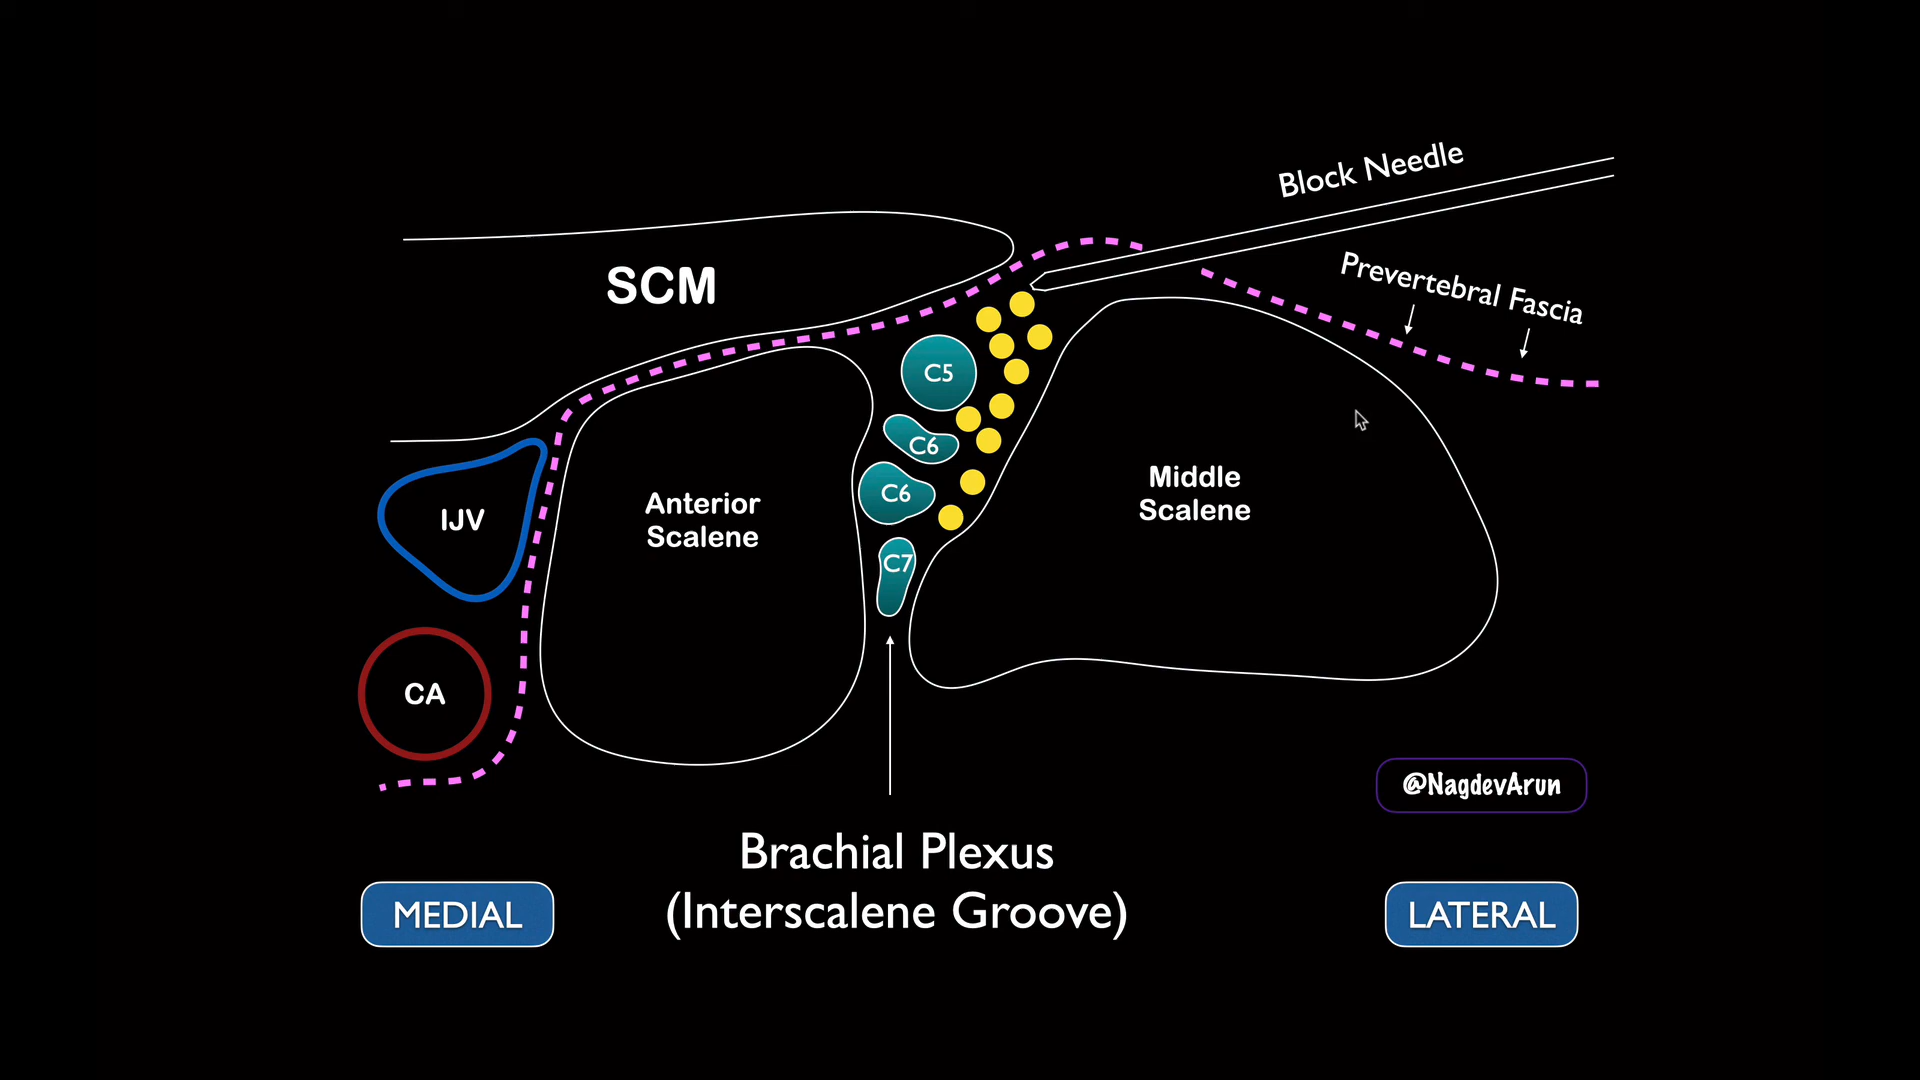 Block Needle
SCM
Prevertebral Fascia
C5
C6
Middle
Scalene
C6
Anterior
Scalene
IJV
C7
CA
@NagdevArun
Brachial Plexus
(Interscalene Groove)
MEDIAL
LATERAL